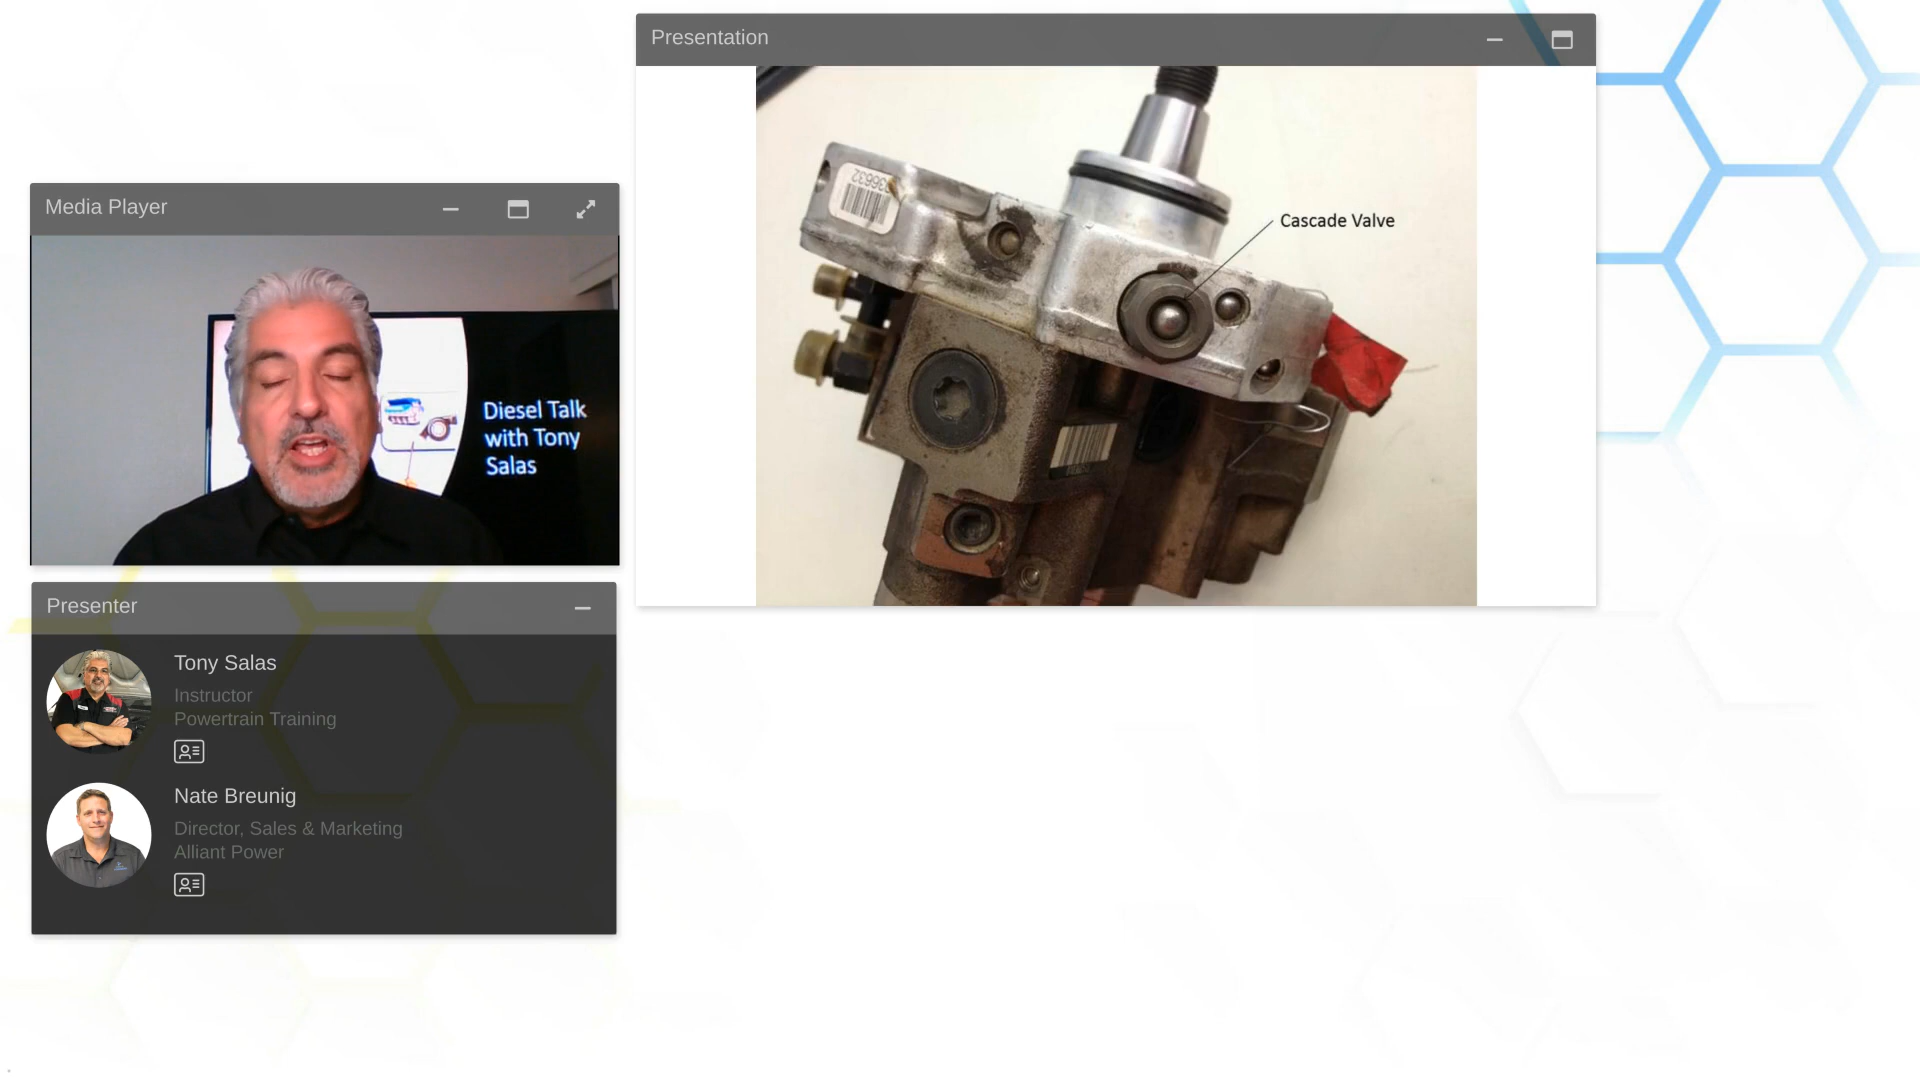 Presentation
Cascade Valve
Media Player
Diesel Talk
with Tony
Salas
Presenter
Tony Salas
Instructor
Powertrain Training
Nate Breunig
Director, Sales & Marketing
Alliant Power